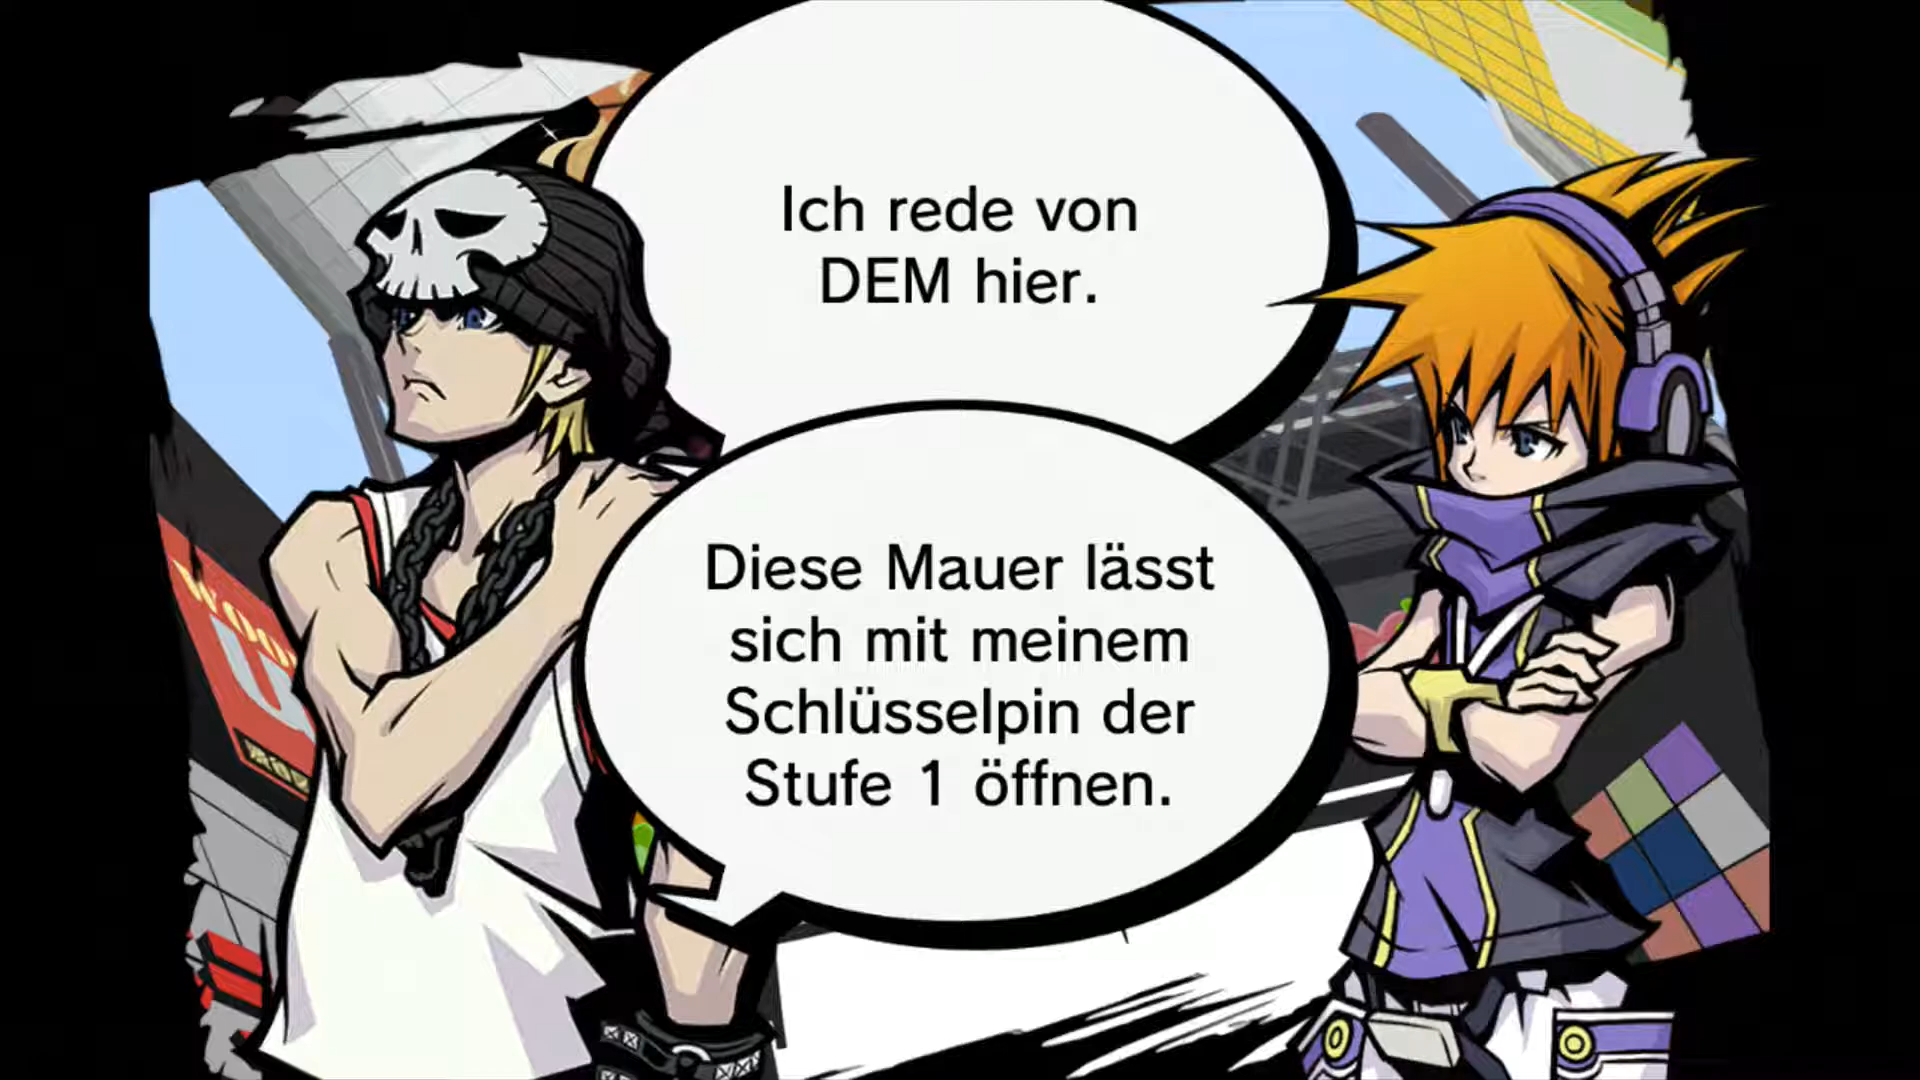 Ich rede von
DEM hier.
Diese Mauer lässt
sich mit meinem
Schlüsselpin der
Stufe 1 öffnen.